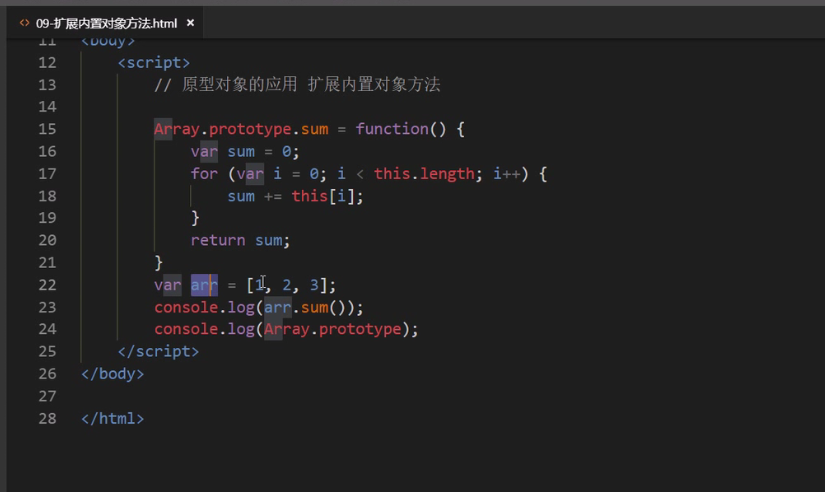 <> 09-扩展内置对象方法.html ×
11 <body>
12 <script>
13 // 原型对象的应用 扩展内置对象方法
14
15 Array.prototype.sum = function() {
16 var sum = 0;
17 for (var i = 0; i < this.length; i++) {
18 sum += this[i];
19 }
20 return sum;
21 }
22 var arr = [1, 2, 3];
23 console.log(arr.sum());
24 console.log(Array.prototype);
25 </script>
26 </body>
27
28 </html>